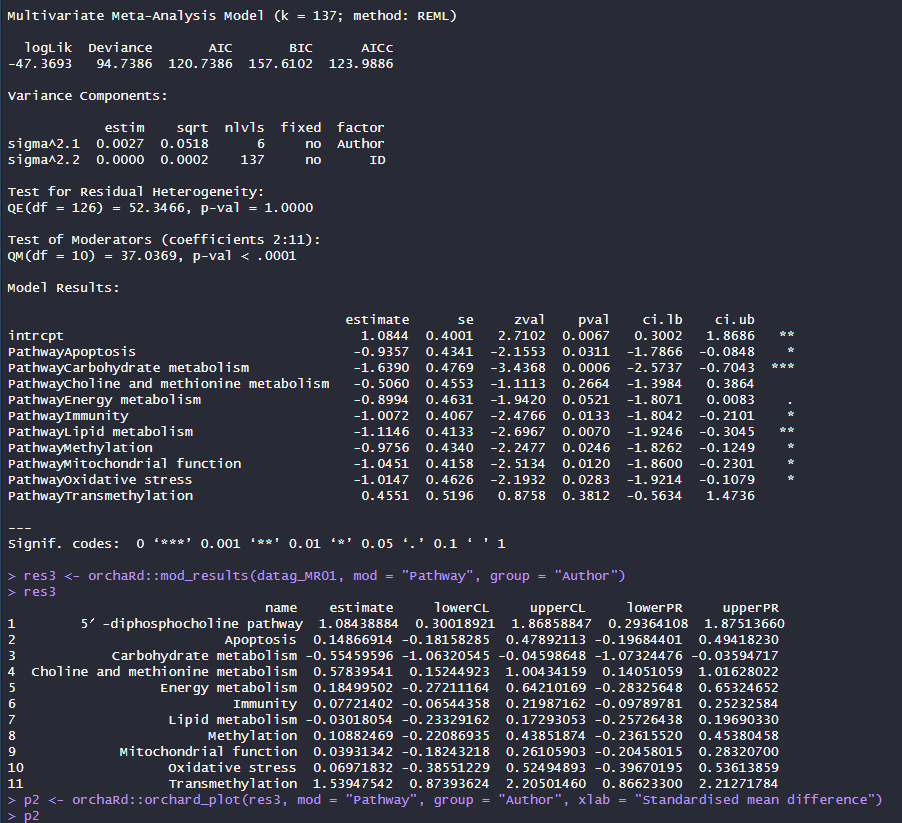 Multivariate Meta-Analysis Model (k = 137; method: REML)
logLik Deviance AIC BIC AICc
-47.3693 94.7386 120.7386 157.6102 123.9886
Variance Components:
estim sqrt nlvls fixed factor
sigma^2.1 0.0027 0.0518 6 no Author
sigma^2.2 0.0000 0.0002 137 no ID
Test for Residual Heterogeneity:
QE(df = 126) = 52.3466, p-val = 1.0000
Test of Moderators (coefficients 2:11):
QM(df = 10) = 37.0369, p-val < .0001
Model Results:
estimate se zval pval ci.lb ci.ub
intrcpt 1.0844 0.4001 2.7102 0.0067 0.3002 1.8686 **
PathwayApoptosis -0.9357 0.4341 -2.1553 0.0311 -1.7866 -0.0848 *
PathwayCarbohydrate metabolism -1.6390 0.4769 -3.4368 0.0006 -2.5737 -0.7043 ***
PathwayCholine and methionine metabolism -0.5060 0.4553 -1.1113 0.2664 -1.3984 0.3864
PathwayEnergy metabolism -0.8994 0.4631 -1.9420 0.0521 -1.8071 0.0083 .
PathwayImmunity -1.0072 0.4067 -2.4766 0.0133 -1.8042 -0.2101 *
PathwayLipid metabolism -1.1146 0.4133 -2.6967 0.0070 -1.9246 -0.3045 **
PathwayMethylation -0.9756 0.4340 -2.2477 0.0246 -1.8262 -0.1249 *
PathwayMitochondrial function -1.0451 0.4158 -2.5134 0.0120 -1.8600 -0.2301 *
PathwayOxidative stress -1.0147 0.4626 -2.1932 0.0283 -1.9214 -0.1079 *
PathwayTransmethylation 0.4551 0.5196 0.8758 0.3812 -0.5634 1.4736
---
Signif. codes: 0 ‘***’ 0.001 ‘**’ 0.01 ‘*’ 0.05 ‘.’ 0.1 ‘ ’ 1
> res3 <- orchaRd::mod_results(datag_MR01, mod = "Pathway", group = "Author")
> res3
name estimate lowerCL upperCL lowerPR upperPR
1 5′ -diphosphocholine pathway 1.08438884 0.30018921 1.86858847 0.29364108 1.87513660
2 Apoptosis 0.14866914 -0.18158285 0.47892113 -0.19684401 0.49418230
3 Carbohydrate metabolism -0.55459596 -1.06320545 -0.04598648 -1.07324476 -0.03594717
4 Choline and methionine metabolism 0.57839541 0.15244923 1.00434159 0.14051059 1.01628022
5 Energy metabolism 0.18499502 -0.27211164 0.64210169 -0.28325648 0.65324652
6 Immunity 0.07721402 -0.06544358 0.21987162 -0.09789781 0.25232584
7 Lipid metabolism -0.03018054 -0.23329162 0.17293053 -0.25726438 0.19690330
8 Methylation 0.10882469 -0.22086935 0.43851874 -0.23615520 0.45380458
9 Mitochondrial function 0.03931342 -0.18243218 0.26105903 -0.20458015 0.28320700
10 Oxidative stress 0.06971832 -0.38551229 0.52494893 -0.39670195 0.53613859
11 Transmethylation 1.53947542 0.87393624 2.20501460 0.86623300 2.21271784
> p2 <- orchaRd::orchard_plot(res3, mod = "Pathway", group = "Author", xlab = "Standardised mean difference")
> p2